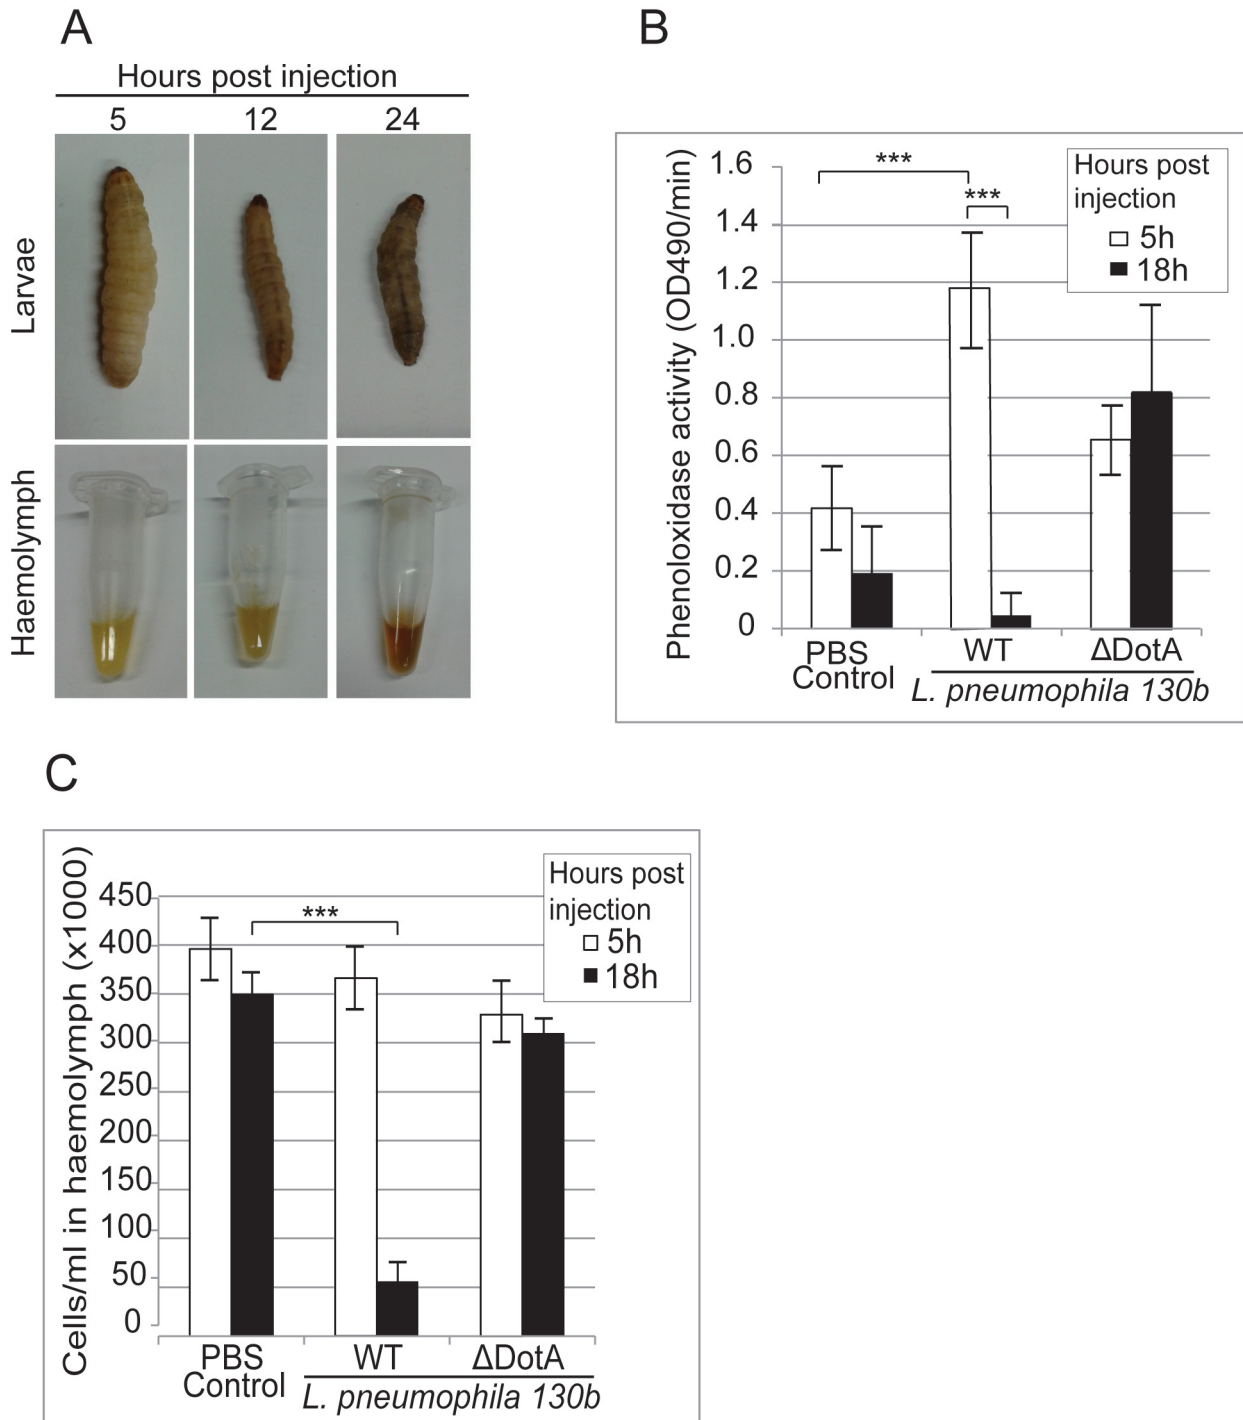 A
Hours post injection
5 12 24
Larvae
Haemolymph
B
Phenoloxidase activity (OD490/min)
1.6
1.4
1.2
1.0
0.8
0.6
0.4
0.2
0
***
***
Hours post
injection
5h
18h
PBS
Control
WT
ΔDotA
L. pneumophila 130b
C
Cells/ml in haemolymph (x1000)
450
400
350
300
250
200
150
100
50
0
***
Hours post
injection
5h
18h
PBS
Control
WT
ΔDotA
L. pneumophila 130b